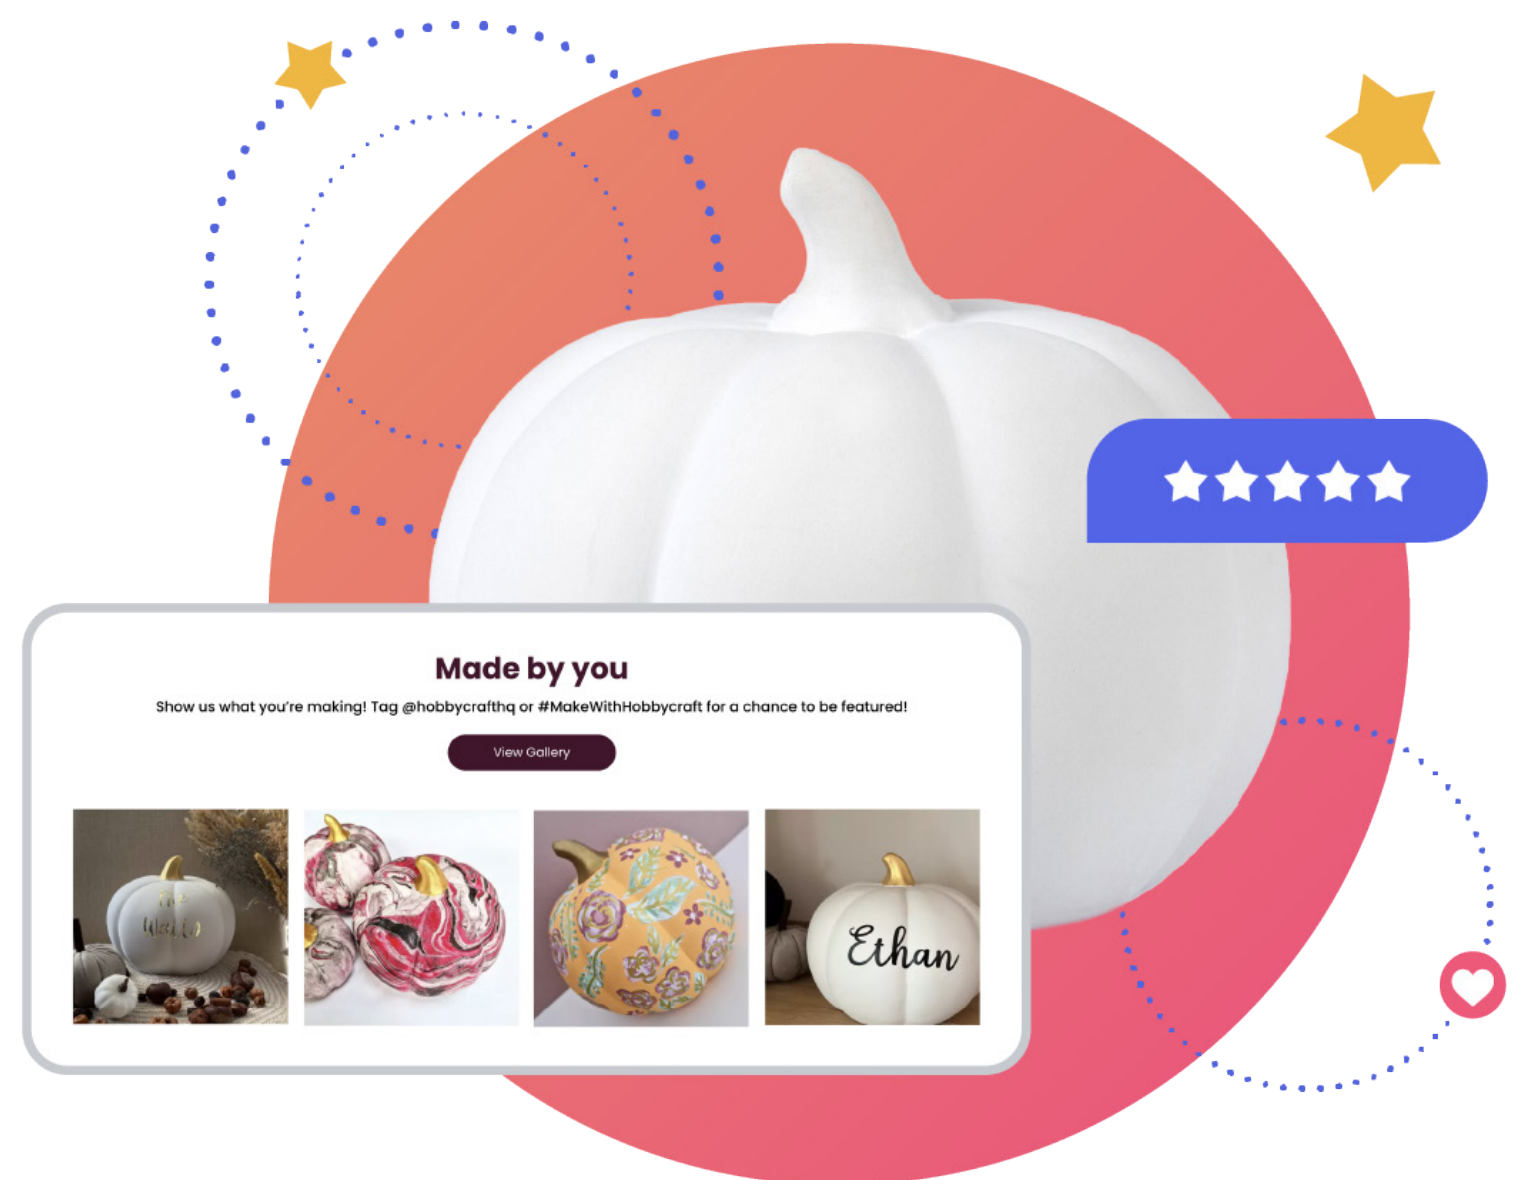 Made by you
Show us what you're making! Tag @hobbycrafthq or #MakeWithHobbycraft for a chance to be featured!
View Gallery
The
Ethan